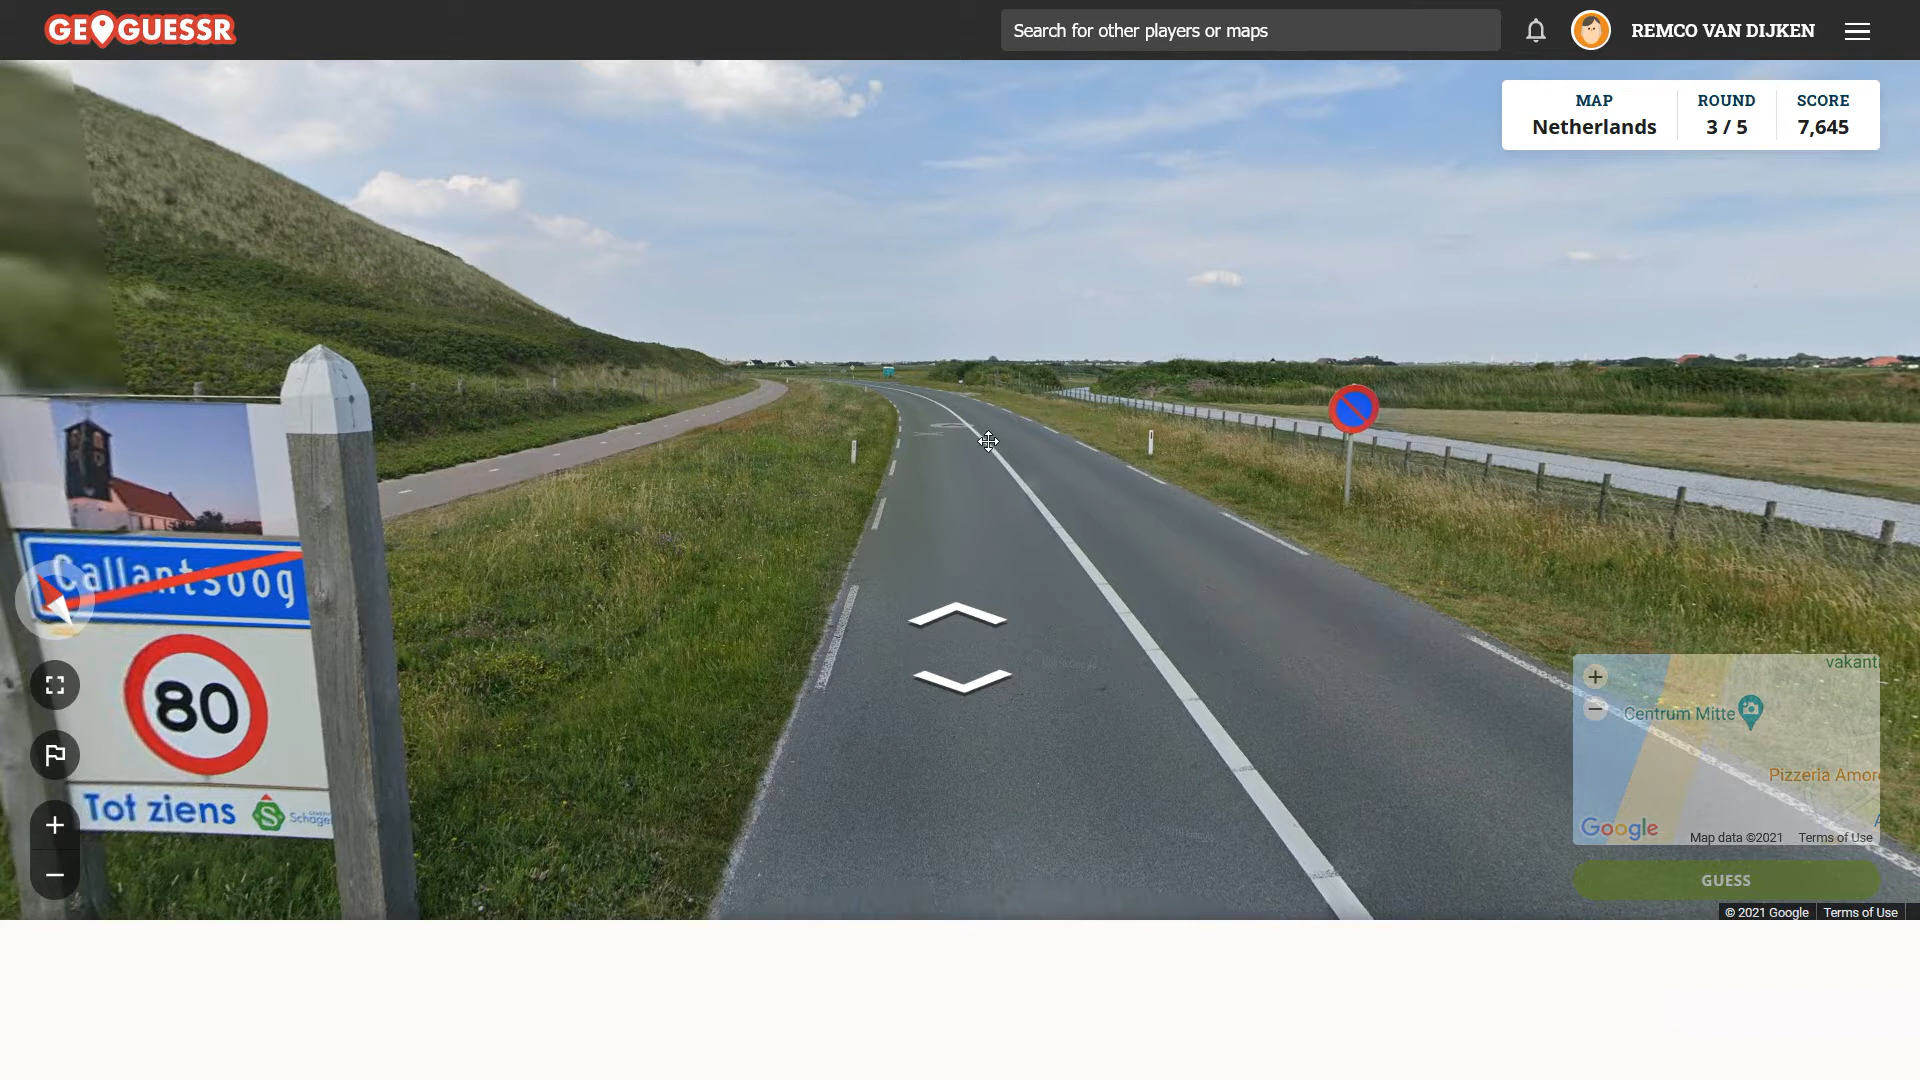 GEOGUESSR
Search for other players or maps
REMCO VAN DIJKEN
MAP
Netherlands
ROUND
3 / 5
SCORE
7,645
Callantsoog
80
Tot ziens
Schagen
vakanti
Centrum Mitte
Pizzeria Amor
Google
Map data ©2021
Terms of Use
GUESS
© 2021 Google
Terms of Use